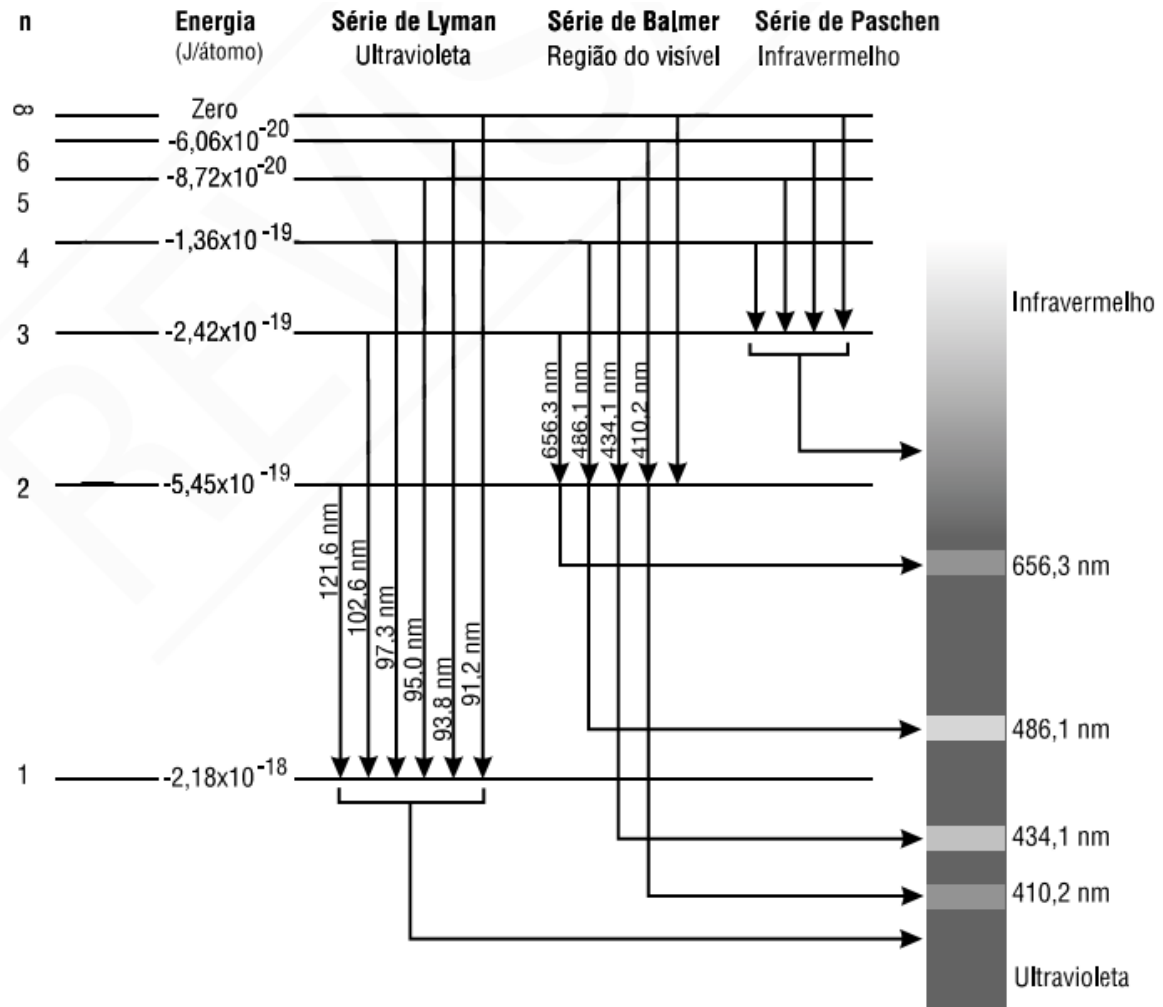 n Energia Série de Lyman Série de Balmer Série de Paschen
(J/átomo) Ultravioleta Região do visível Infravermelho
∞ Zero
6 -6,06x10^-20
5 -8,72x10^-20
4 -1,36x10^-19
3 -2,42x10^-19
2 -5,45x10^-19
1 -2,18x10^-18
121,6 nm
102,6 nm
97,3 nm
95,0 nm
93,8 nm
91,2 nm
656,3 nm
486,1 nm
434,1 nm
410,2 nm
Infravermelho
656,3 nm
486,1 nm
434,1 nm
410,2 nm
Ultravioleta
REVIS